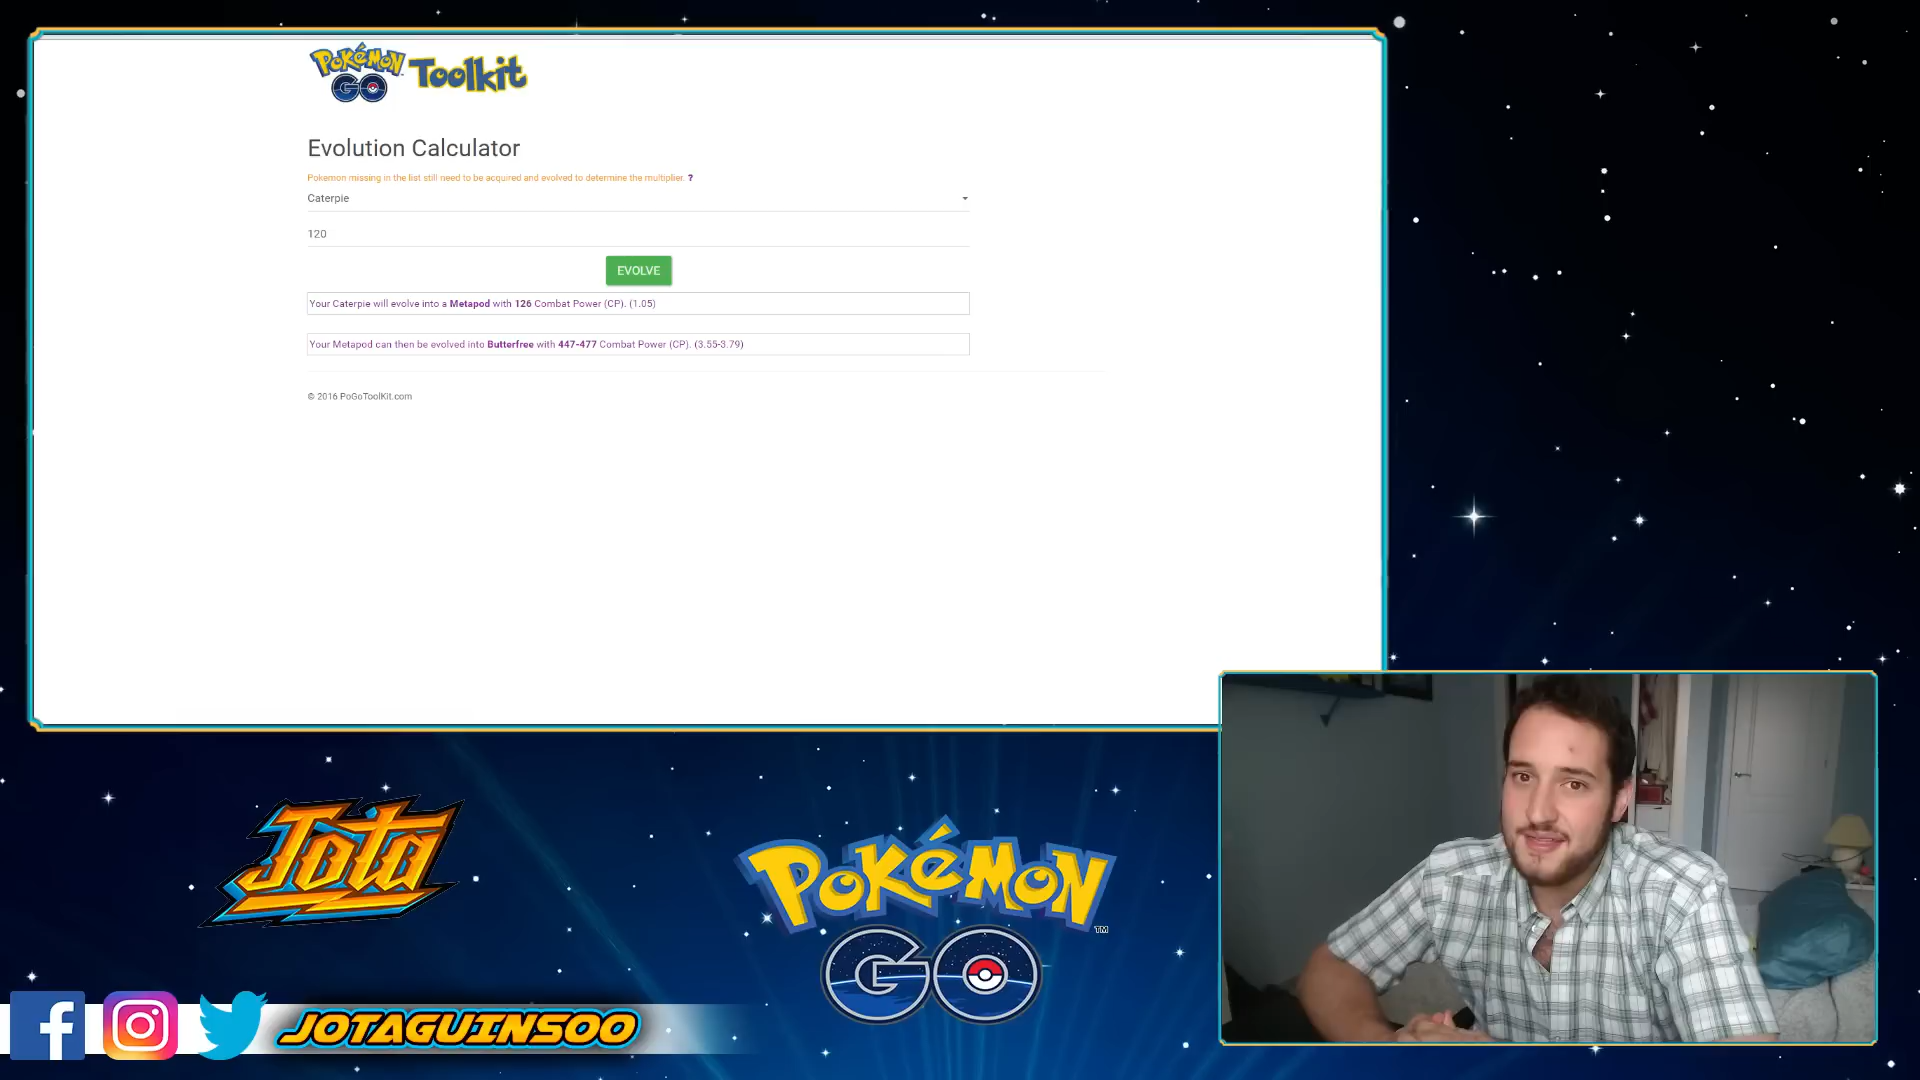 POKÉMON GO Toolkit
Evolution Calculator
Pokemon missing in the list still need to be acquired and evolved to determine the multiplier. ?
Caterpie
120
EVOLVE
Your Caterpie will evolve into a Metapod with 126 Combat Power (CP). (1.05)
Your Metapod can then be evolved into Butterfree with 447-477 Combat Power (CP). (3.55-3.79)
© 2016 PoGoToolKit.com
Jota
POKÉMON
TM
GO
f
JOTAGUINSOO